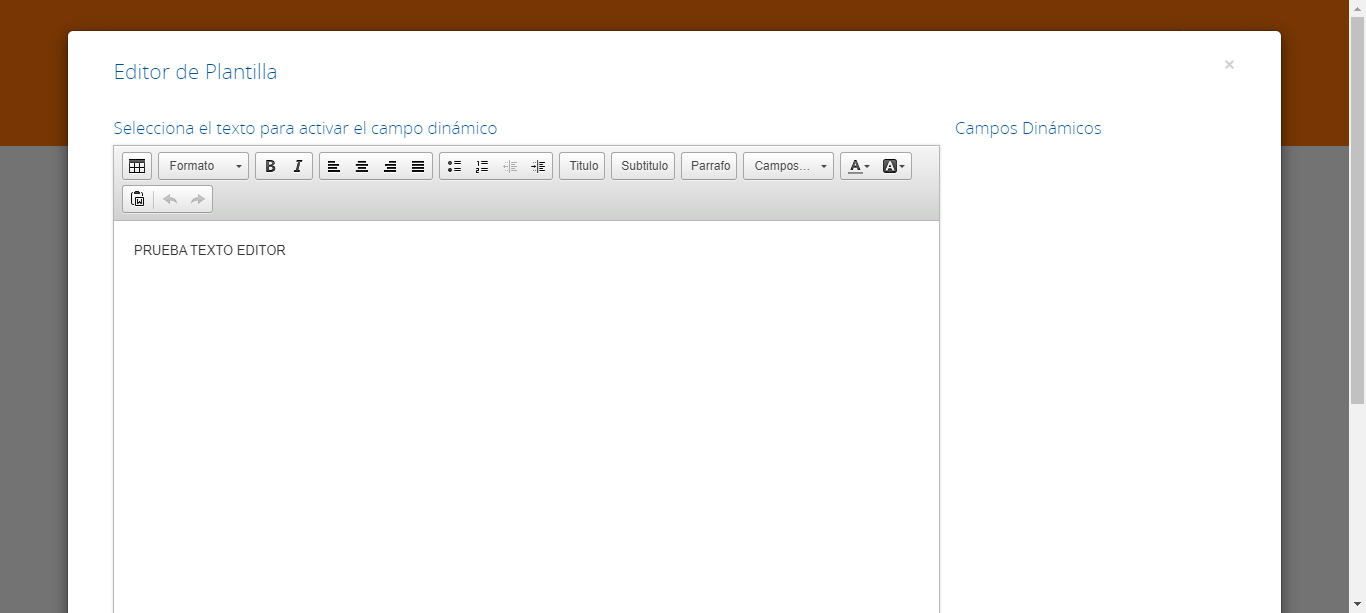 Editor de Plantilla
×
Selecciona el texto para activar el campo dinámico
Campos Dinámicos
Formato B I Titulo Subtitulo Parrafo Campos... A A
PRUEBA TEXTO EDITOR